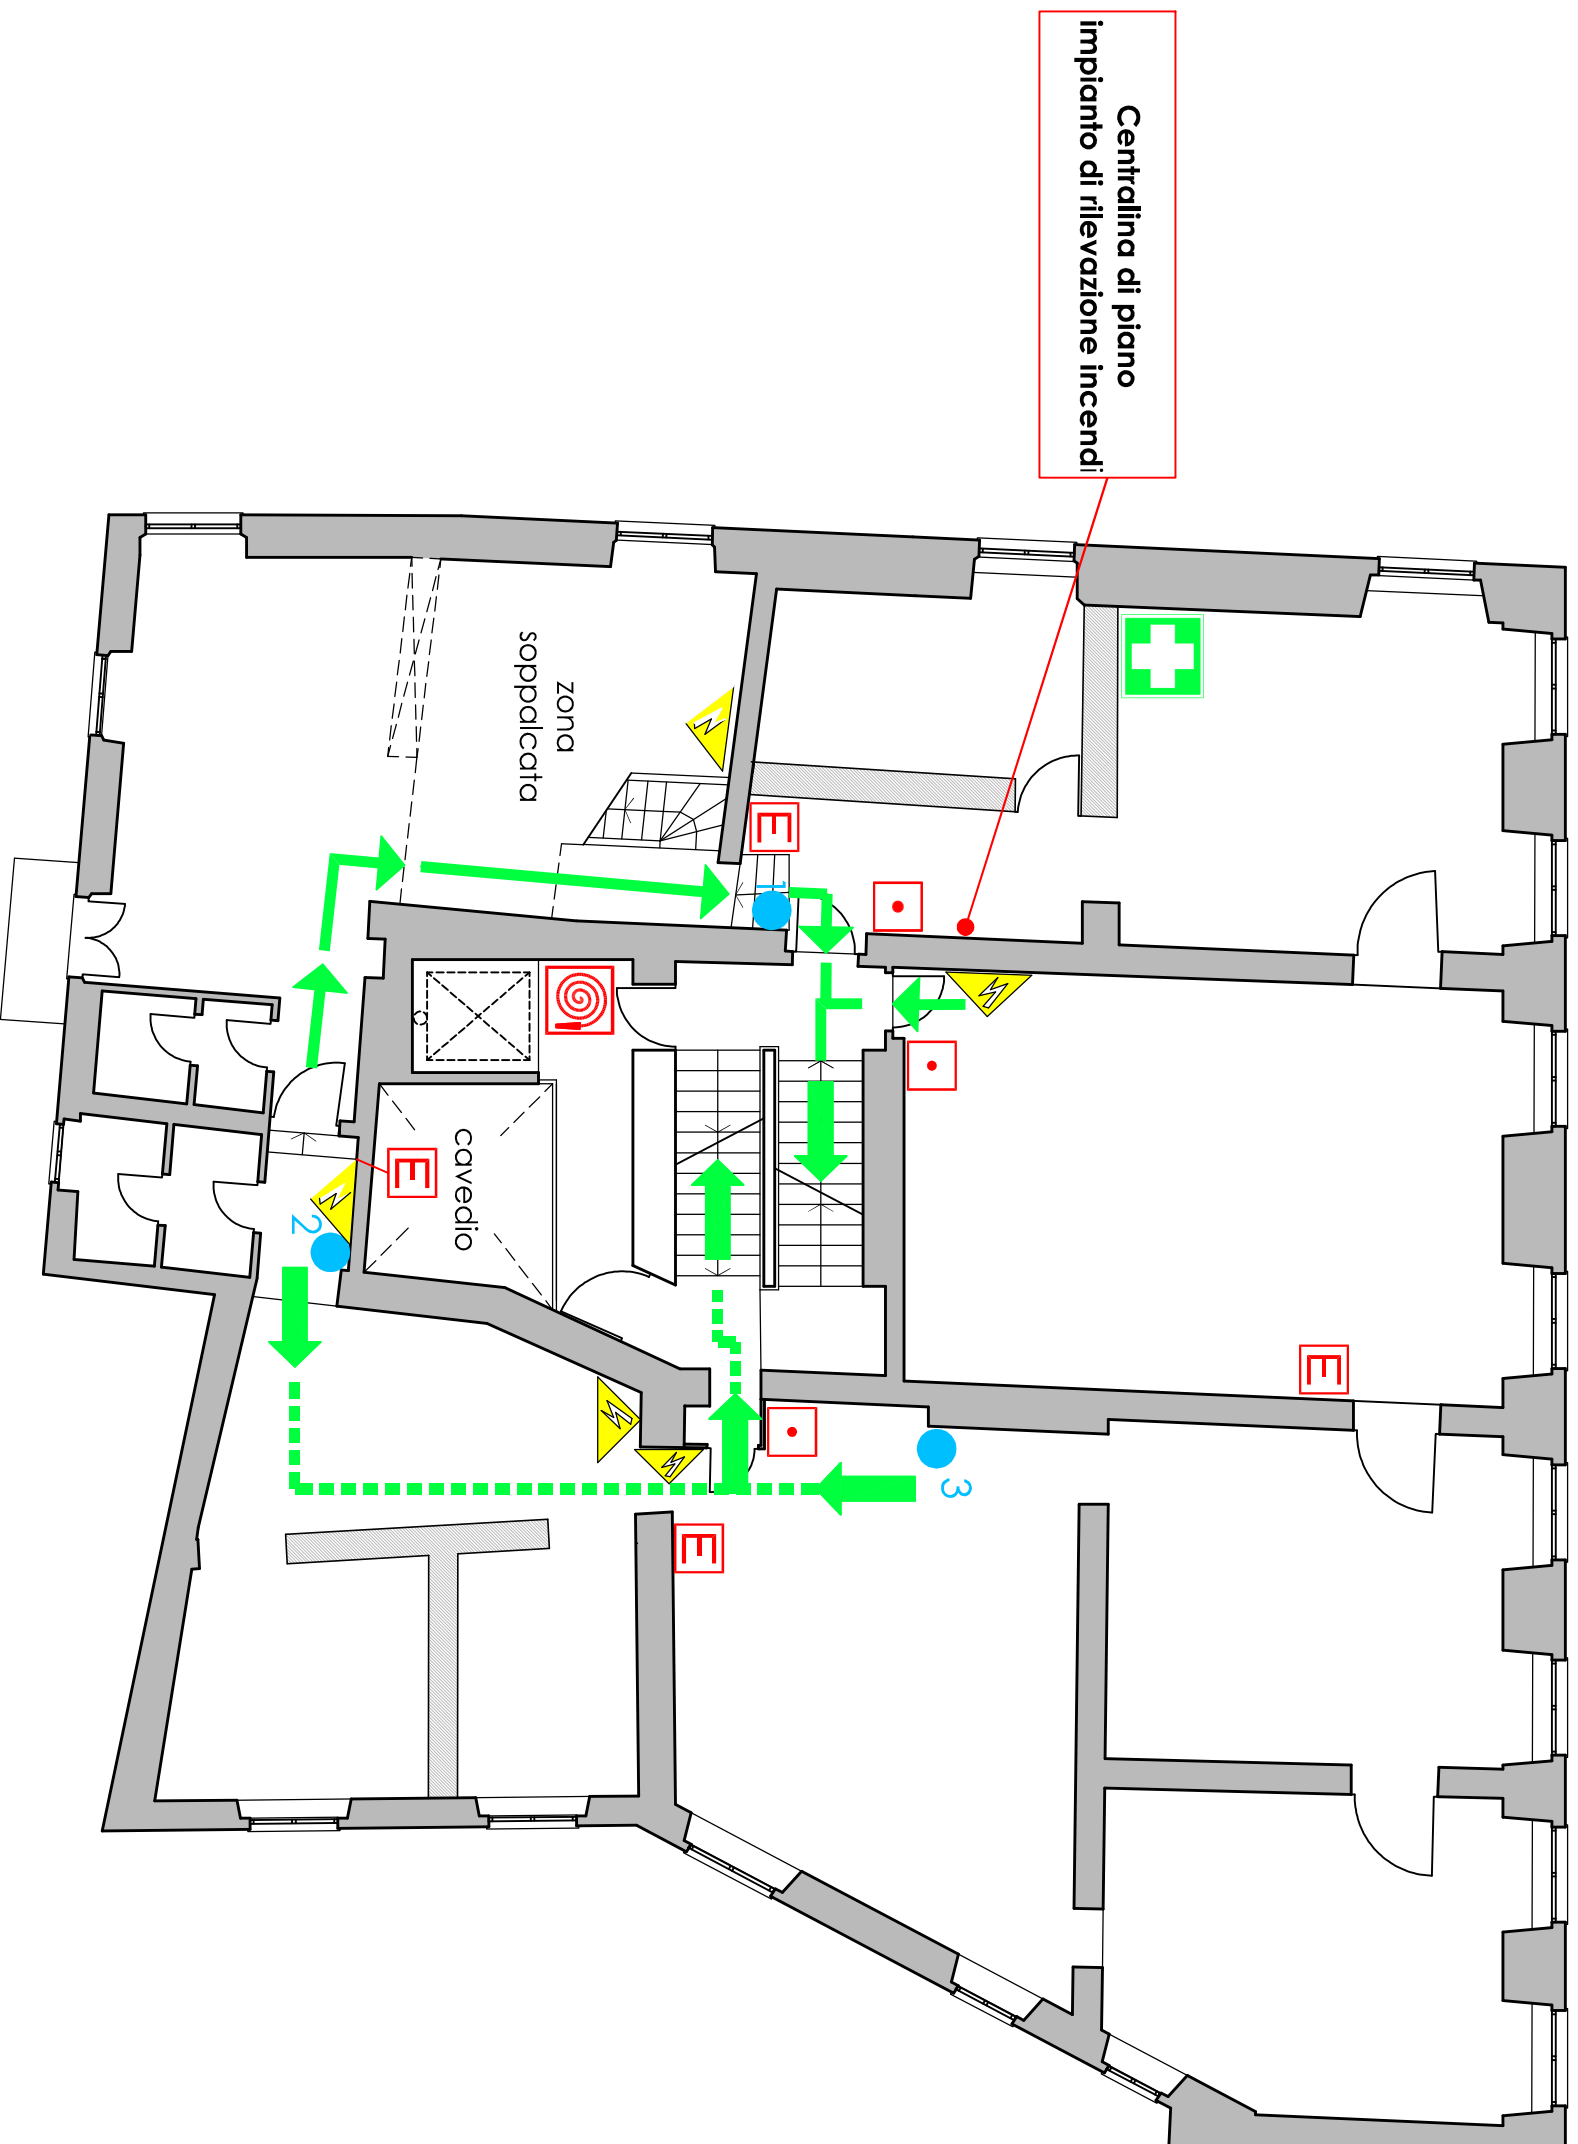 Centralina di piano
impianto di rilevazione incendi
zona
soppalcata
E
1
cavedio
E
2
E
3
E